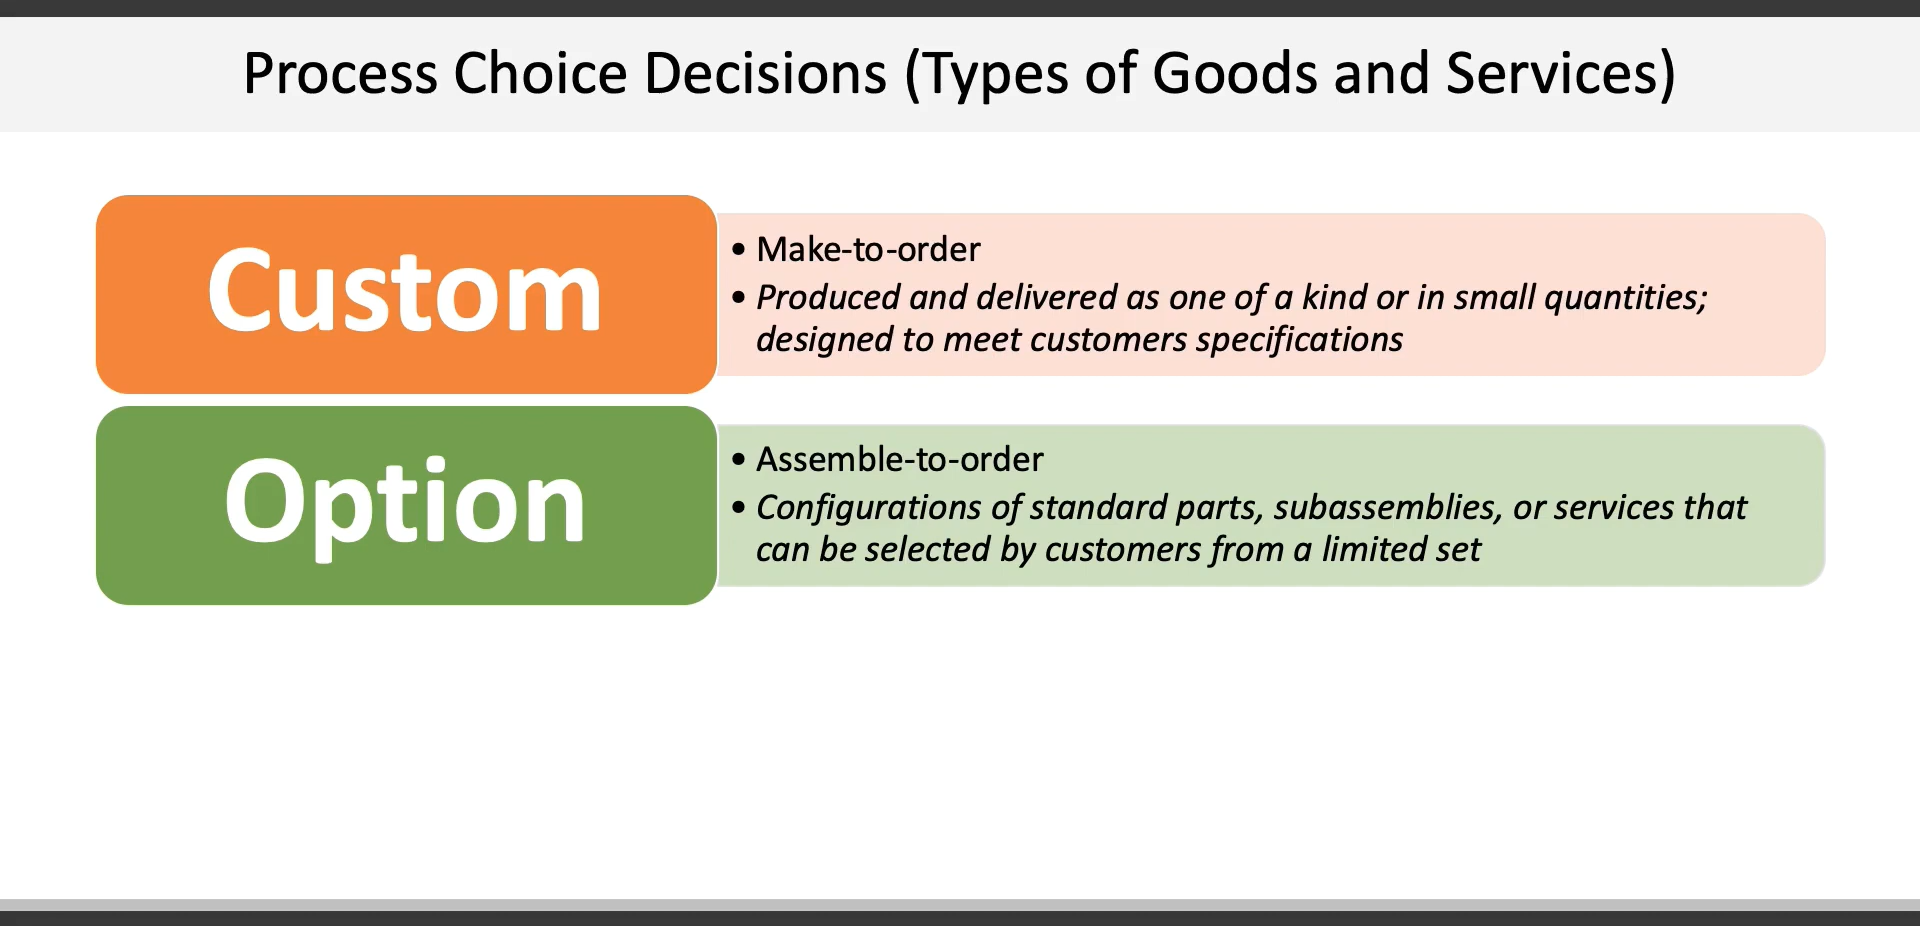 Process Choice Decisions (Types of Goods and Services)
Custom
• Make-to-order
• Produced and delivered as one of a kind or in small quantities;
designed to meet customers specifications
Option
• Assemble-to-order
• Configurations of standard parts, subassemblies, or services that
can be selected by customers from a limited set